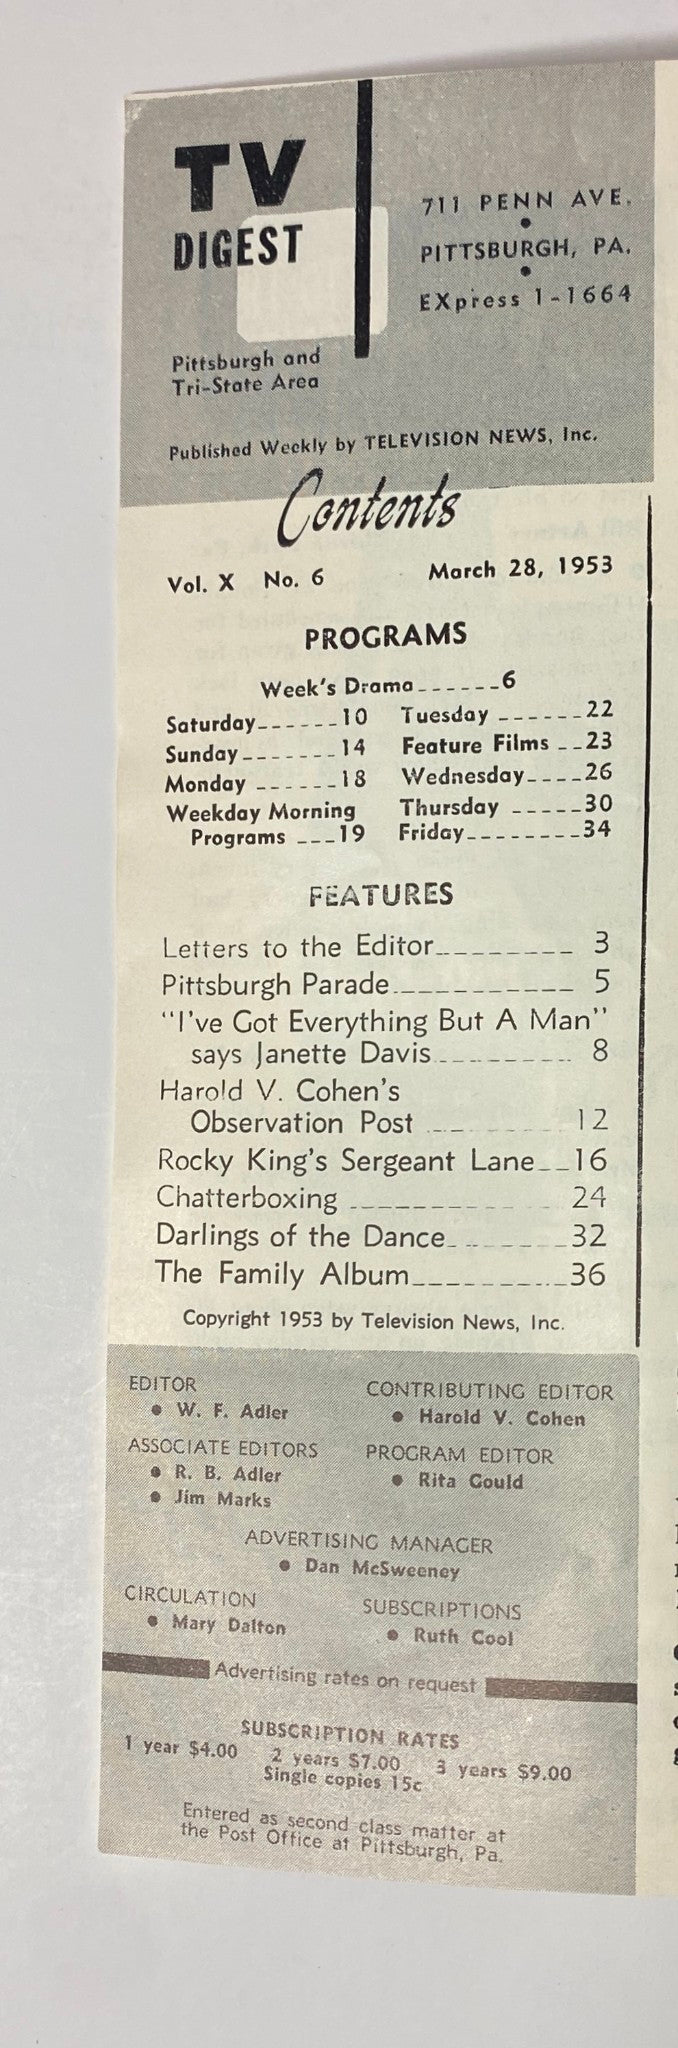 TV
DIGEST
Pittsburgh and
Tri-State Area
711 PENN AVE.
PITTSBURGH, PA.
EXpress 1-1664
Published Weekly by TELEVISION NEWS, Inc.
Contents
Vol. X No. 6 March 28, 1953
PROGRAMS
Week's Drama 6
Saturday 10 Tuesday 22
Sunday 14 Feature Films 23
Monday 18 Wednesday 26
Weekday Morning Thursday 30
Programs 19 Friday 34
FEATURES
Letters to the Editor 3
Pittsburgh Parade 5
"I've Got Everything But A Man"
says Janette Davis 8
Harold V. Cohen's
Observation Post 12
Rocky King's Sergeant Lane 16
Chatterboxing 24
Darlings of the Dance 32
The Family Album 36
Copyright 1953 by Television News, Inc.
EDITOR
• W. F. Adler
CONTRIBUTING EDITOR
• Harold V. Cohen
ASSOCIATE EDITORS
• R. B. Adler
• Jim Marks
PROGRAM EDITOR
• Rita Gould
ADVERTISING MANAGER
• Dan McSweeney
CIRCULATION
• Mary Dalton
SUBSCRIPTIONS
• Ruth Cool
Advertising rates on request
SUBSCRIPTION RATES
1 year $4.00 2 years $7.00 3 years $9.00
Single copies 15c
Entered as second class matter at
the Post Office at Pittsburgh, Pa.